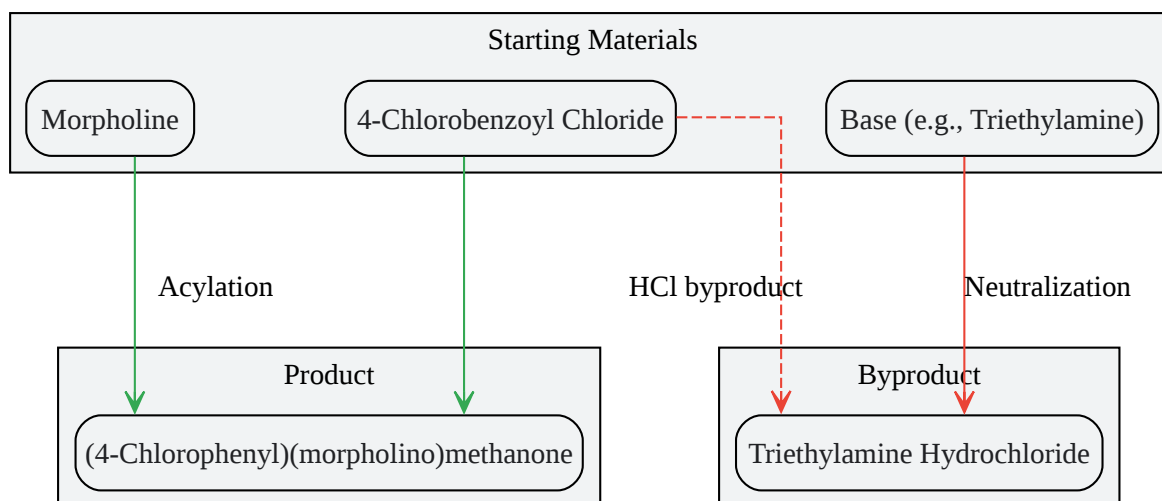 Starting Materials
Morpholine
4-Chlorobenzoyl Chloride
Base (e.g., Triethylamine)
Acylation
HCl byproduct
Neutralization
Product
Byproduct
(4-Chlorophenyl)(morpholino)methanone
Triethylamine Hydrochloride